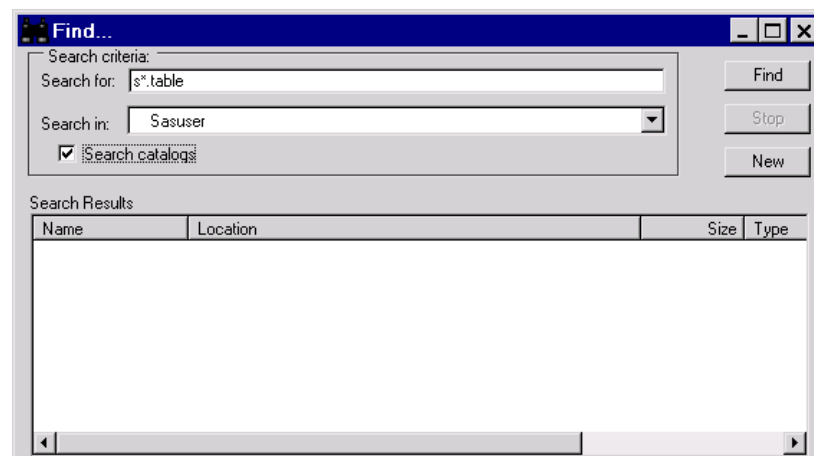 Find...
Search criteria:
Search for: s*.table
Find
Search in: Sasuser
Stop
Search catalogs
New
Search Results
Name Location Size Type